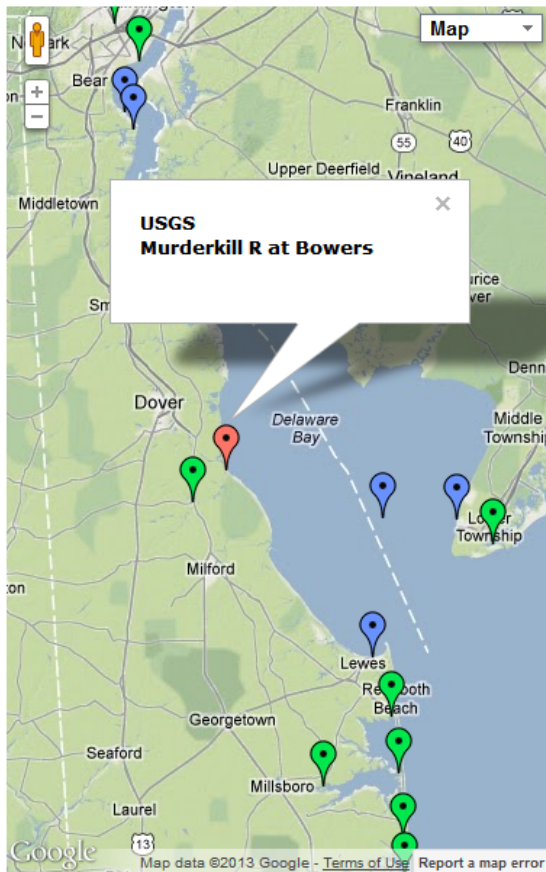 Map
Bear
Franklin
55
40
Upper Deerfield
Vineland
Middletown
USGS
Murderkill R at Bowers
Dover
Delaware
Bay
Middle
Township
Lower
Township
Milford
Lewes
Rehoboth
Beach
Georgetown
Seaford
Millsboro
Laurel
13
Google
Map data ©2013 Google - Terms of Use
Report a map error